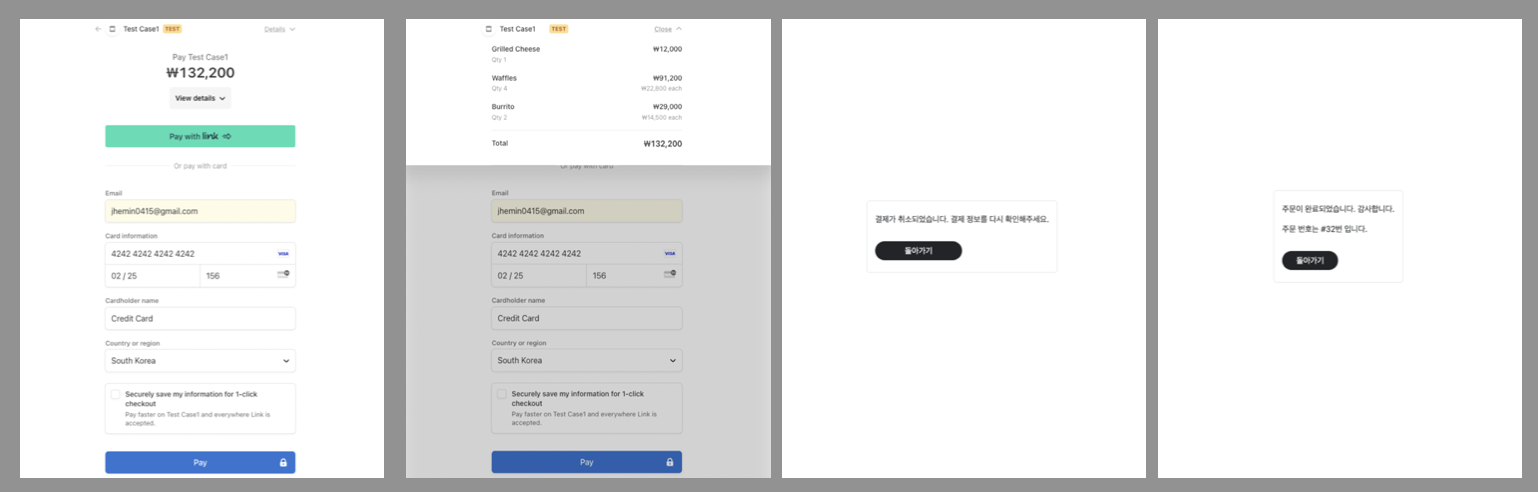 ← Test Case1 TEST Details
Pay Test Case1
₩132,200
View details
Pay with link
Or pay with card
Email
jhemin0415@gmail.com
Card information
4242 4242 4242 4242 VISA
02 / 25 156
Cardholder name
Credit Card
Country or region
South Korea
Securely save my information for 1-click
checkout
Pay faster on Test Case1 and everywhere Link is
accepted.
Pay
Test Case1 TEST Close
Grilled Cheese ₩12,000
Qty 1
Waffles ₩91,200
Qty 4 ₩22,800 each
Burrito ₩29,000
Qty 2 ₩14,500 each
Total ₩132,200
Or pay with card
Email
jhemin0415@gmail.com
Card information
4242 4242 4242 4242 VISA
02 / 25 156
Cardholder name
Credit Card
Country or region
South Korea
Securely save my information for 1-click
checkout
Pay faster on Test Case1 and everywhere Link is
accepted.
Pay
결제가 취소되었습니다. 결제 정보를 다시 확인해주세요.
돌아가기
주문이 완료되었습니다. 감사합니다.
주문 번호는 #32번 입니다.
돌아가기